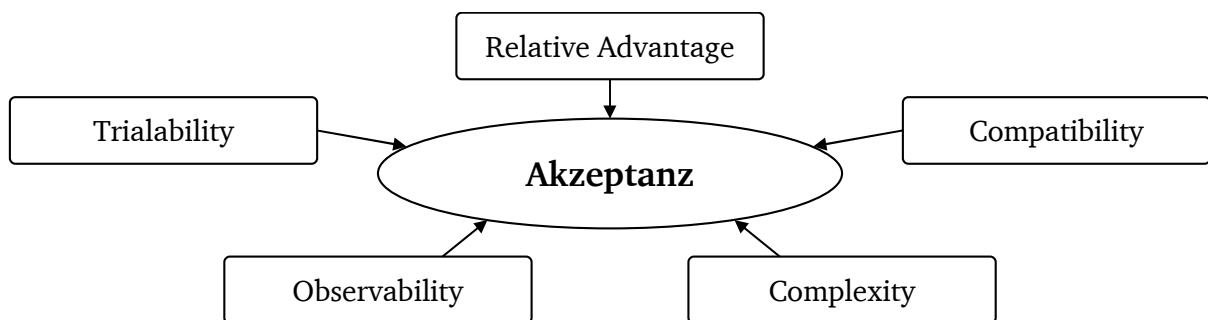 Relative Advantage
Trialability
Compatibility
Akzeptanz
Observability
Complexity